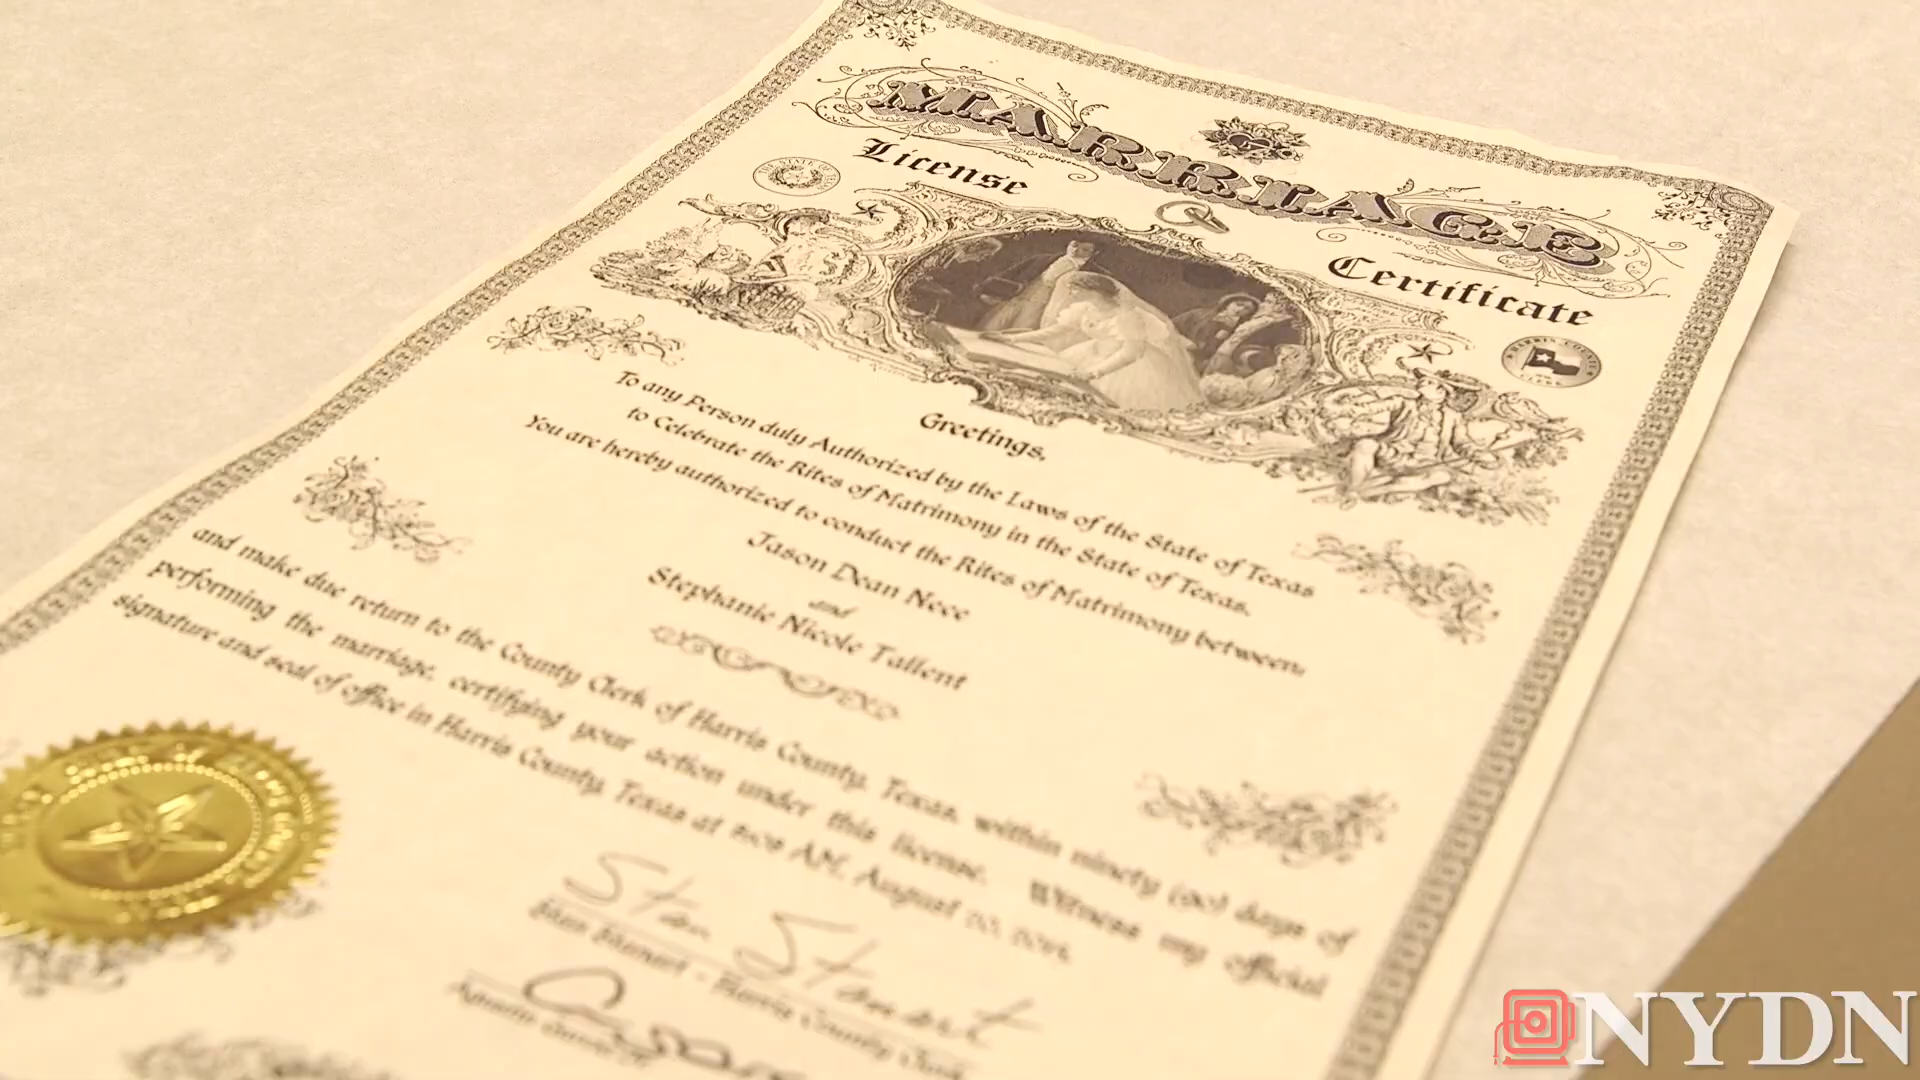 MARRIAGE
License
Certificate
HARRIS COUNTY
Greetings,
To any Person duly Authorized by the Laws of the State of Texas
to Celebrate the Rites of Matrimony in the State of Texas.
You are hereby authorized to conduct the Rites of Matrimony between:
Jason Dean Nece
and
Stephanie Nicole Tallent
and make due return to the County Clerk of Harris County, Texas, within ninety (90) days of
performing the marriage, certifying your action under this license. Witness my official
signature and seal of office in Harris County, Texas at AM, August
Stan Stanart
Stan Stanart - Harris County Clerk
NYDN